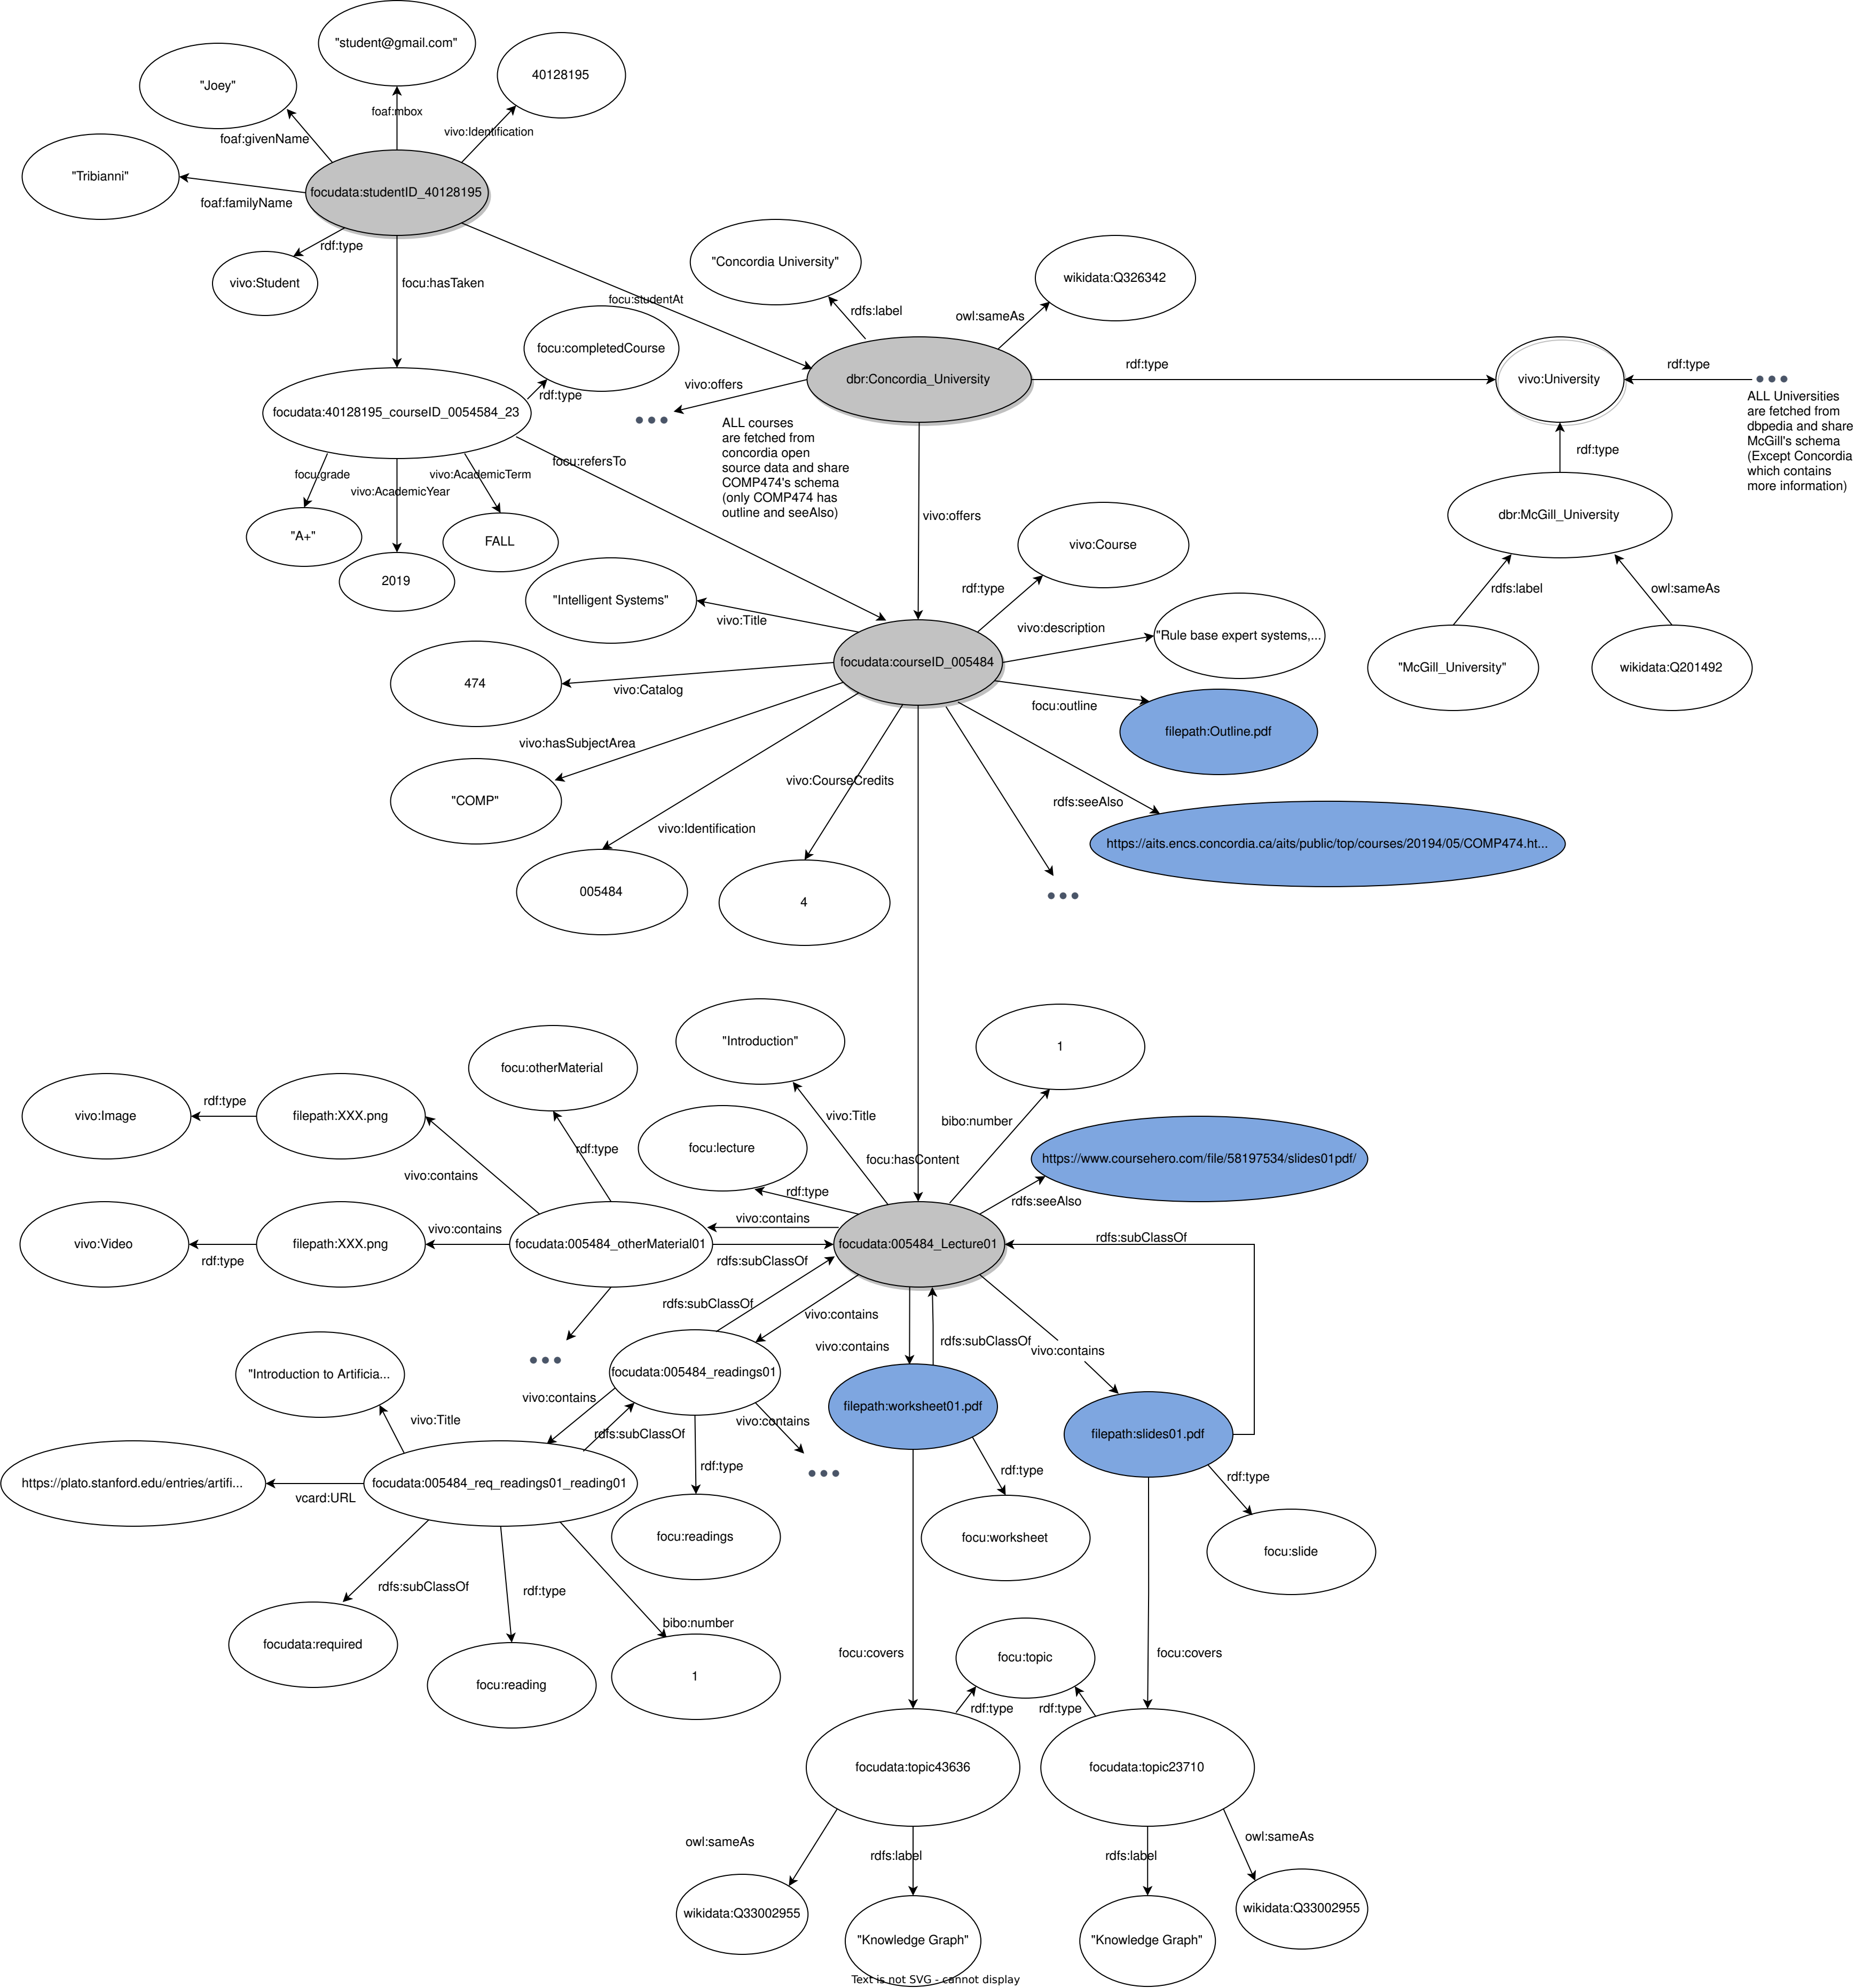 "student@gmail.com"
40128195
"Joey"
foaf:mbox
vivo:Identification
foaf:givenName
"Tribianni"
focudata:studentID_40128195
foaf:familyName
rdf:type
vivo:Student
focu:hasTaken
focu:studentAt
"Concordia University"
wikidata:Q326342
rdfs:label
owl:sameAs
focu:completedCourse
rdf:type
vivo:offers
dbr:Concordia_University
rdf:type
vivo:University
rdf:type
focudata:40128195_courseID_0054584_23
ALL courses
are fetched from
concordia open
source data and share
COMP474's schema
(only COMP474 has
outline and seeAlso)
ALL Universities
are fetched from
dbpedia and share
McGill's schema
(Except Concordia
which contains
more information)
rdf:type
focu:grade
vivo:AcademicYear
vivo:AcademicTerm
focu:refersTo
"A+"
2019
FALL
vivo:offers
dbr:McGill_University
vivo:Course
rdf:type
rdfs:label
owl:sameAs
"Intelligent Systems"
vivo:Title
vivo:description
"Rule base expert systems,...
focudata:courseID_005484
"McGill_University"
wikidata:Q201492
474
vivo:Catalog
focu:outline
filepath:Outline.pdf
vivo:hasSubjectArea
"COMP"
vivo:CourseCredits
rdfs:seeAlso
vivo:Identification
https://aits.encs.concordia.ca/aits/public/top/courses/20194/05/COMP474.ht...
005484
4
"Introduction"
1
focu:otherMaterial
vivo:Image
rdf:type
filepath:XXX.png
vivo:Title
bibo:number
rdf:type
focu:lecture
focu:hasContent
https://www.coursehero.com/file/58197534/slides01pdf/
vivo:contains
rdf:type
rdfs:seeAlso
vivo:contains
vivo:contains
vivo:Video
filepath:XXX.png
focudata:005484_otherMaterial01
focudata:005484_Lecture01
rdfs:subClassOf
rdf:type
rdfs:subClassOf
rdfs:subClassOf
vivo:contains
vivo:contains
rdfs:subClassOf
vivo:contains
"Introduction to Artificia...
focudata:005484_readings01
vivo:contains
filepath:worksheet01.pdf
vivo:Title
rdfs:subClassOf
vivo:contains
filepath:slides01.pdf
https://plato.stanford.edu/entries/artifi...
focudata:005484_req_readings01_reading01
rdf:type
rdf:type
rdf:type
vcard:URL
focu:readings
focu:worksheet
focu:slide
rdfs:subClassOf
rdf:type
bibo:number
focudata:required
focu:reading
1
focu:covers
focu:topic
focu:covers
rdf:type
rdf:type
focudata:topic43636
focudata:topic23710
owl:sameAs
rdfs:label
rdfs:label
owl:sameAs
wikidata:Q33002955
"Knowledge Graph"
"Knowledge Graph"
wikidata:Q33002955
Text is not SVG - cannot display